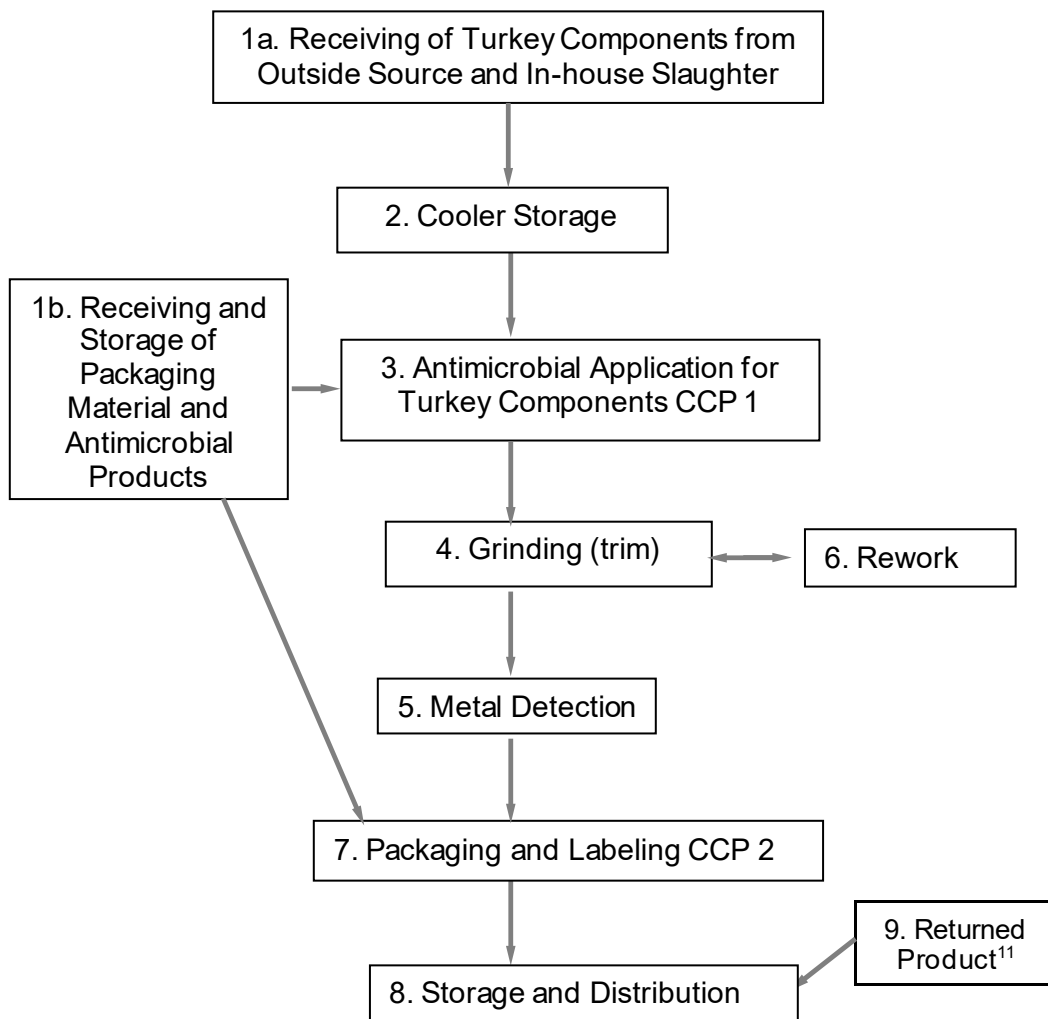 1a. Receiving of Turkey Components from
Outside Source and In-house Slaughter
2. Cooler Storage
1b. Receiving and
Storage of
Packaging
Material and
Antimicrobial
Products
3. Antimicrobial Application for
Turkey Components CCP 1
4. Grinding (trim)
6. Rework
5. Metal Detection
7. Packaging and Labeling CCP 2
9. Returned
Product¹¹
8. Storage and Distribution